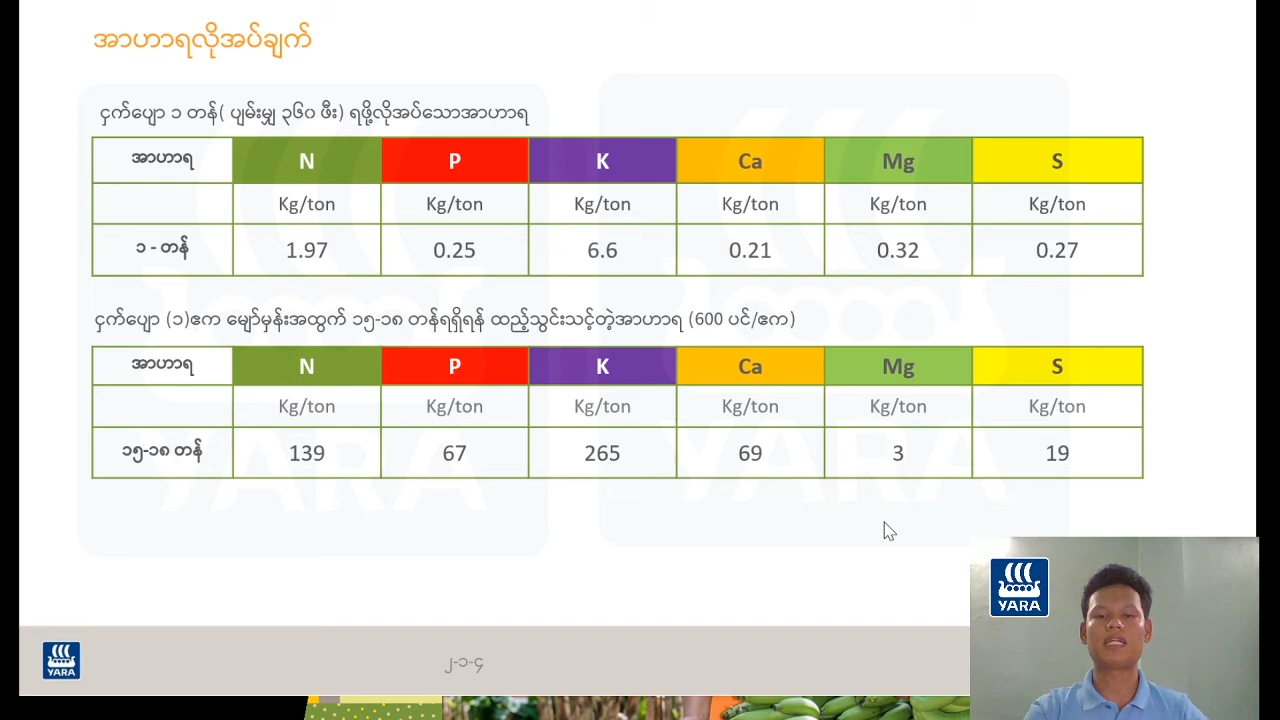 အာဟာရလိုအပ်ချက်
ငှက်ပျော ၁ တန်( ပျမ်းမျှ ၃၆၀ ဖီး) ရဖို့လိုအပ်သောအာဟာရ
အာဟာရ N P K Ca Mg S
Kg/ton Kg/ton Kg/ton Kg/ton Kg/ton Kg/ton
၁ - တန် 1.97 0.25 6.6 0.21 0.32 0.27
ငှက်ပျော (၁)ဧက မျှော်မှန်းအထွက် ၁၅-၁၈ တန်ရရှိရန် ထည့်သွင်းသင့်တဲ့အာဟာရ (600 ပင်/ဧက)
အာဟာရ N P K Ca Mg S
Kg/ton Kg/ton Kg/ton Kg/ton Kg/ton Kg/ton
၁၅-၁၈ တန် 139 67 265 69 3 19
YARA YARA
YARA
YARA
၂-၁-၄